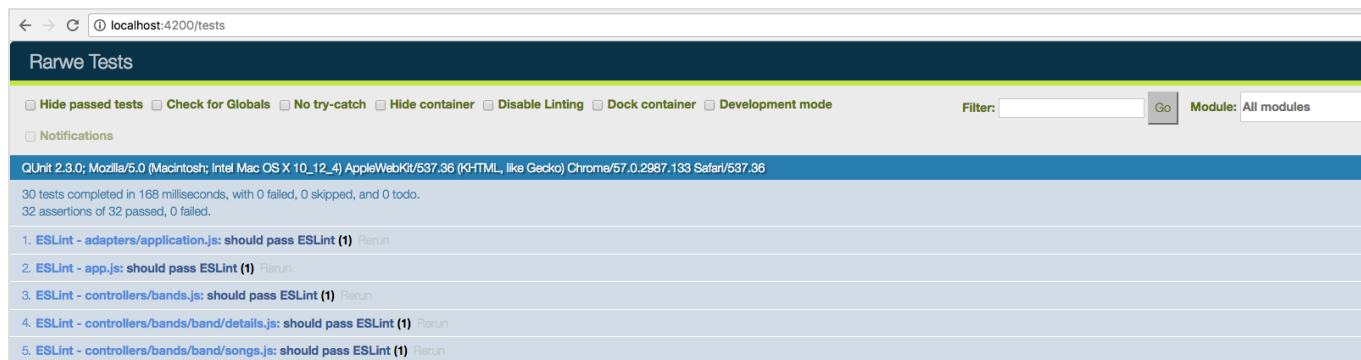 localhost:4200/tests
Rarwe Tests
Hide passed tests Check for Globals No try-catch Hide container Disable Linting Dock container Development mode Filter: Go Module: All modules
Notifications
QUnit 2.3.0; Mozilla/5.0 (Macintosh; Intel Mac OS X 10_12_4) AppleWebKit/537.36 (KHTML, like Gecko) Chrome/57.0.2987.133 Safari/537.36
30 tests completed in 168 milliseconds, with 0 failed, 0 skipped, and 0 todo.
32 assertions of 32 passed, 0 failed.
1. ESLint - adapters/application.js: should pass ESLint (1) Rerun
2. ESLint - app.js: should pass ESLint (1) Rerun
3. ESLint - controllers/bands.js: should pass ESLint (1) Rerun
4. ESLint - controllers/bands/band/details.js: should pass ESLint (1) Rerun
5. ESLint - controllers/bands/band/songs.js: should pass ESLint (1) Rerun